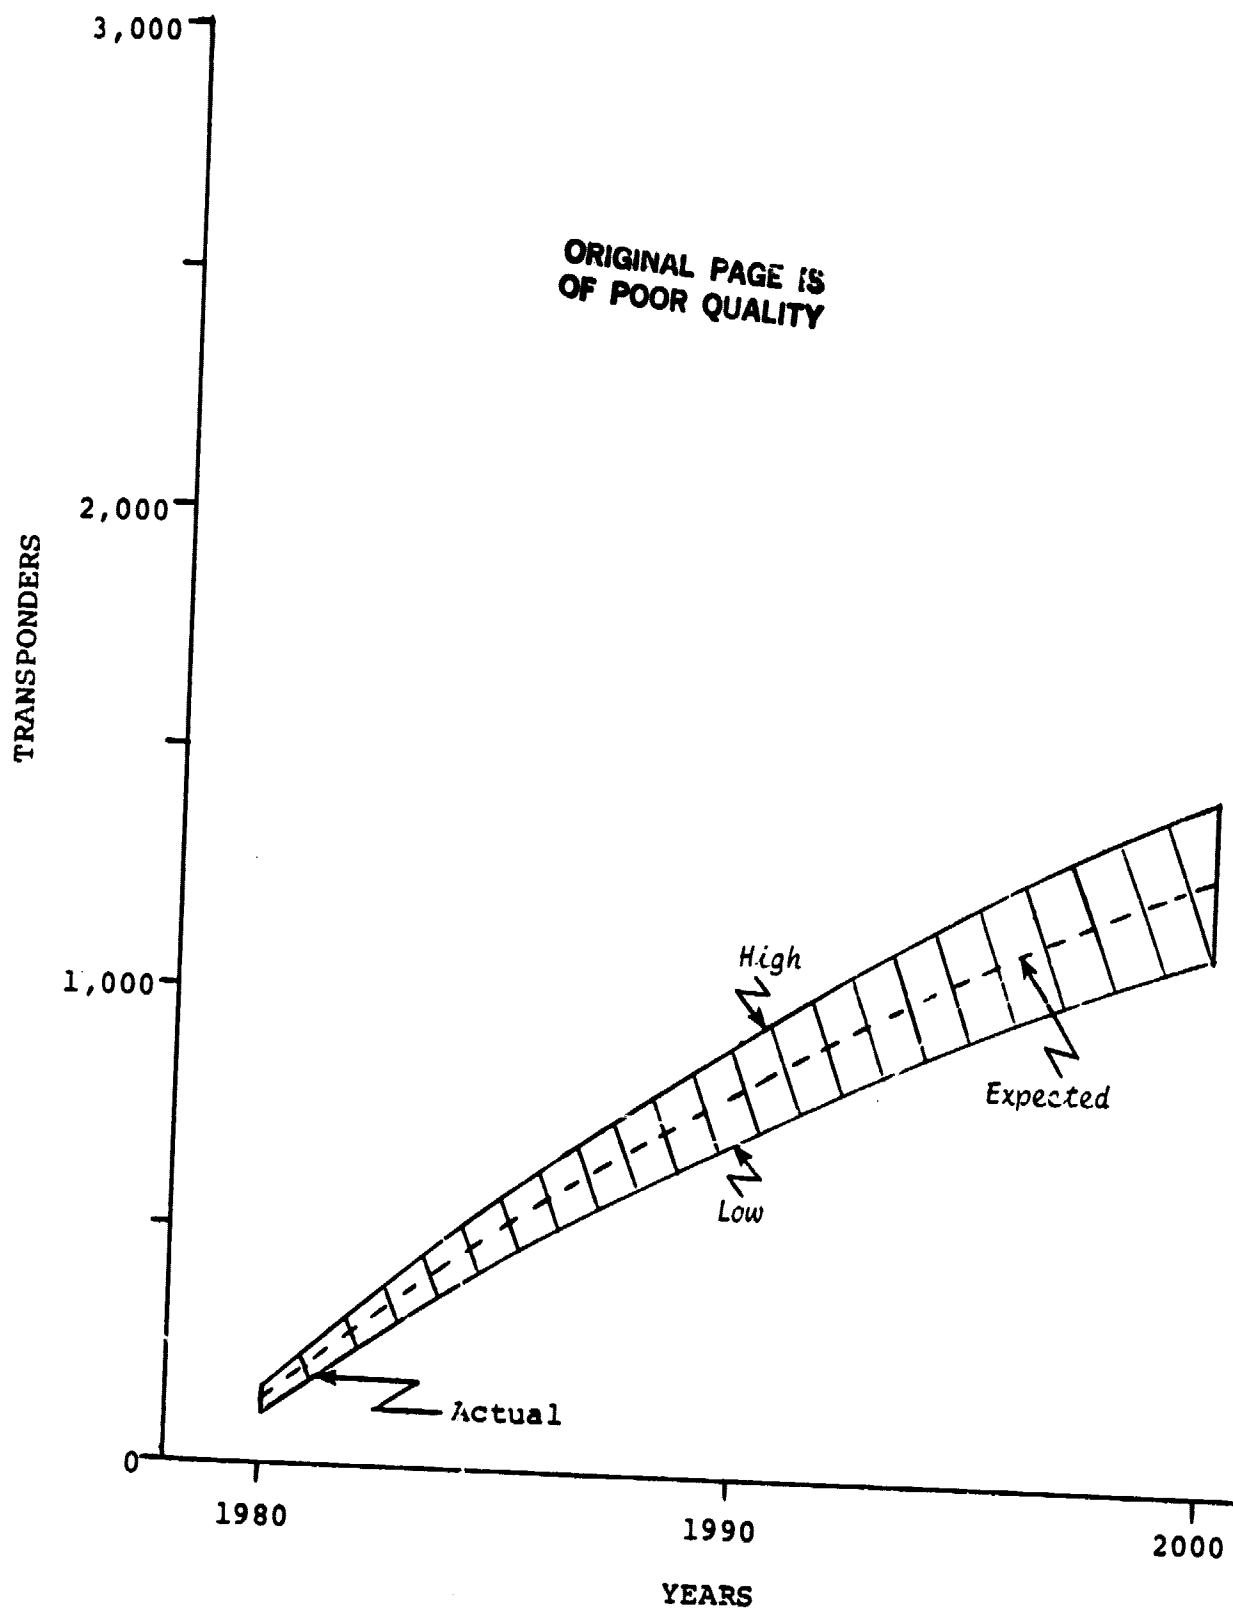 3,000
ORIGINAL PAGE IS
OF POOR QUALITY
2,000
TRANSPONDERS
1,000
High
Expected
Low
Actual
0
1980
1990
2000
YEARS